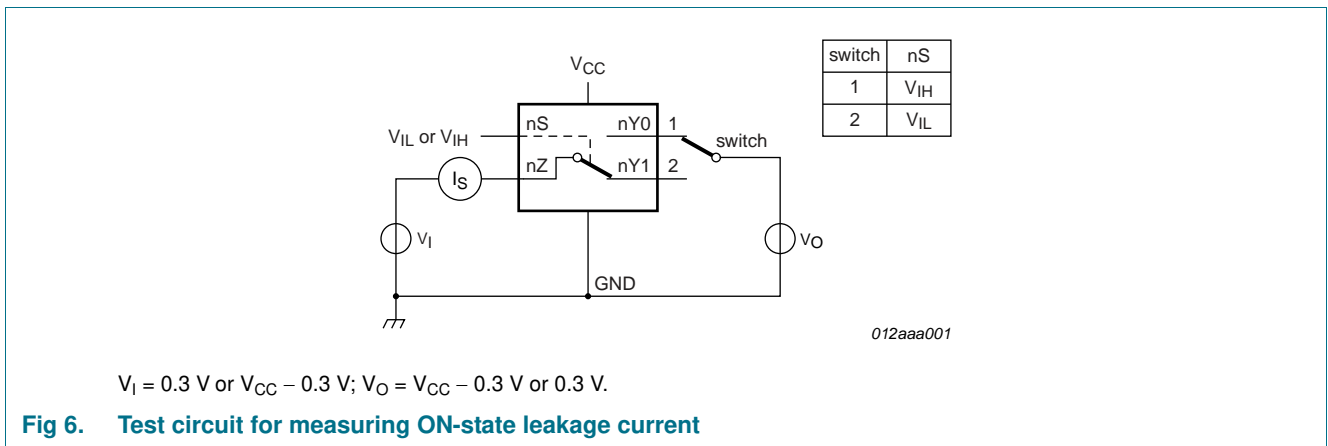 switch nS
1 VIH
2 VIL
VCC
nS nY0 1
VIL or VIH
switch
nZ nY1 2
IS
VI
VO
GND
012aaa001
VI = 0.3 V or VCC − 0.3 V; VO = VCC − 0.3 V or 0.3 V.
Fig 6. Test circuit for measuring ON-state leakage current